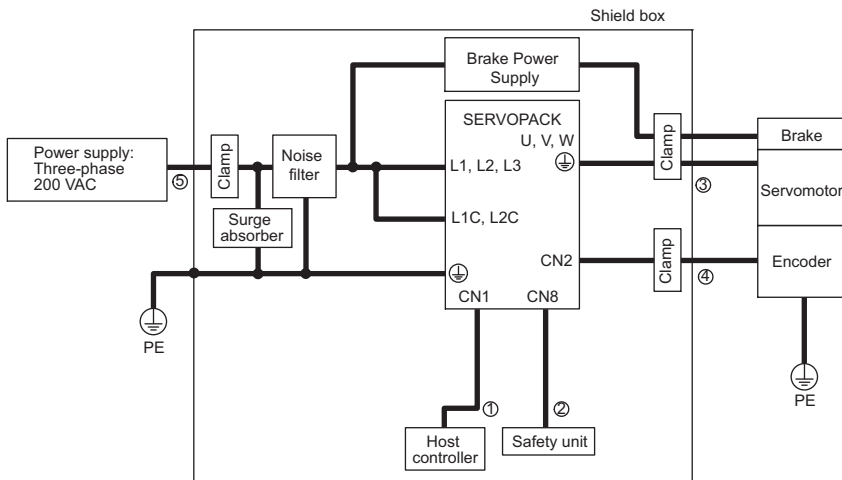 Shield box
Brake Power
Supply
SERVOPACK
U, V, W
L1, L2, L3
L1C, L2C
CN2
CN1
CN8
Power supply:
Three-phase
200 VAC
⑤
Clamp
Noise
filter
Surge
absorber
PE
Clamp
③
Brake
Servomotor
Clamp
④
Encoder
PE
①
②
Host
controller
Safety unit